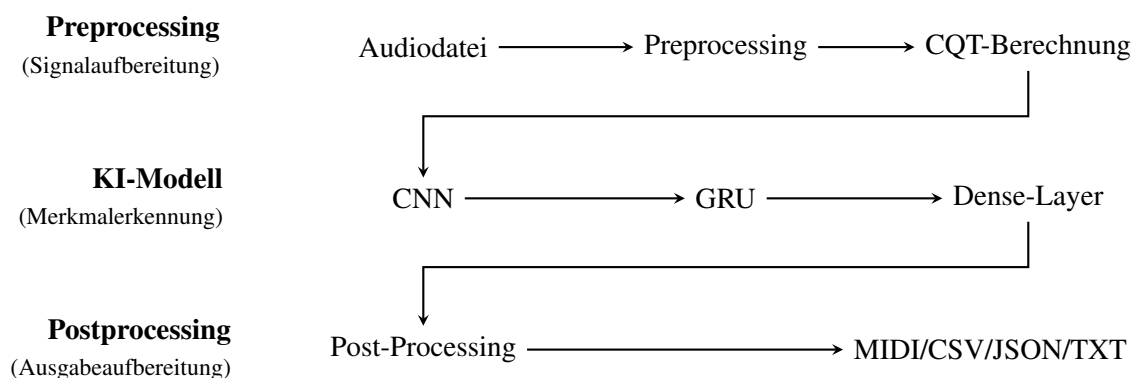 Preprocessing
(Signalaufbereitung)
Audiodatei Preprocessing CQT-Berechnung
KI-Modell
(Merkmalerkennung)
CNN GRU Dense-Layer
Postprocessing
(Ausgabeaufbereitung)
Post-Processing MIDI/CSV/JSON/TXT